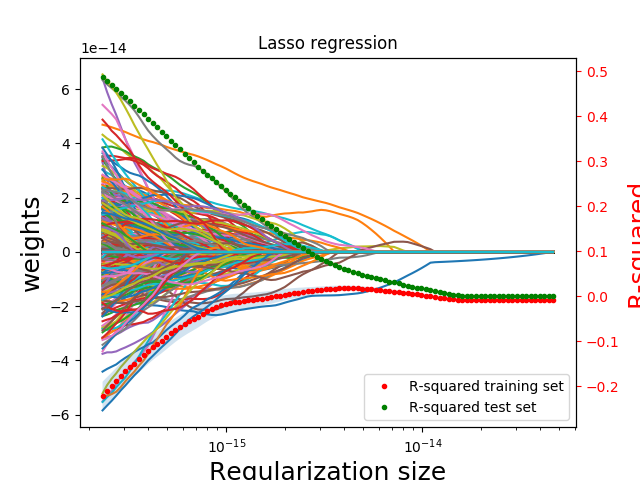 Lasso regression
1e−14
6
4
2
0
−2
−4
−6
weights
0.5
0.4
0.3
0.2
0.1
0.0
−0.1
−0.2
R-squared
R-squared training set
R-squared test set
10−15
10−14
Regularization size